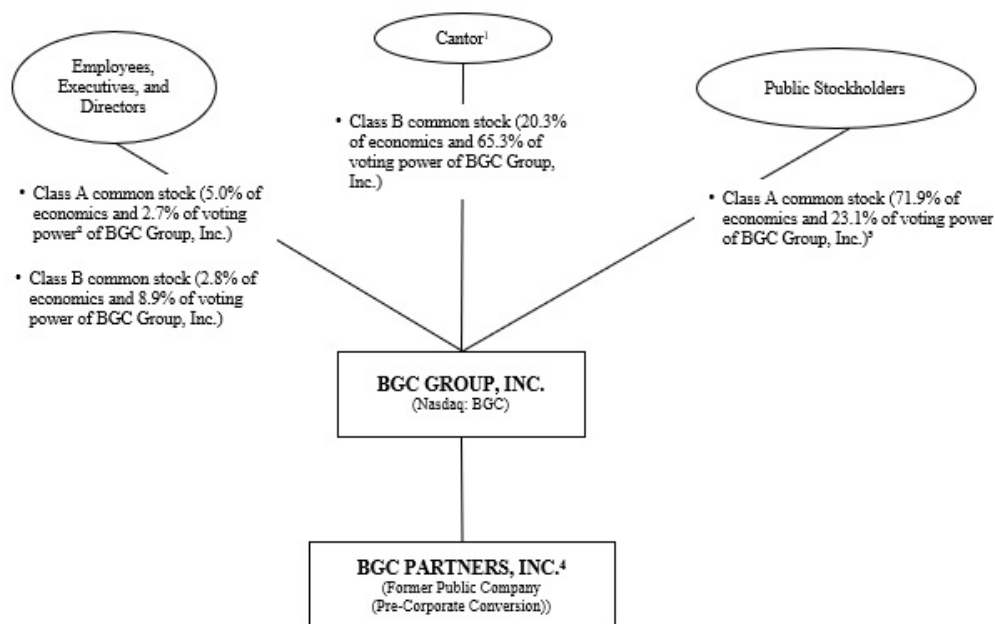 Cantor¹
Employees,
Executives, and
Directors
Public Stockholders
• Class B common stock (20.3%
of economics and 65.3% of
voting power of BGC Group,
Inc.)
• Class A common stock (5.0% of
economics and 2.7% of voting
power² of BGC Group, Inc.)
• Class B common stock (2.8% of
economics and 8.9% of voting
power of BGC Group, Inc.)
• Class A common stock (71.9% of
economics and 23.1% of voting power
of BGC Group, Inc.)³
BGC GROUP, INC.
(Nasdaq: BGC)
BGC PARTNERS, INC.⁴
(Former Public Company
(Pre-Corporate Conversion))